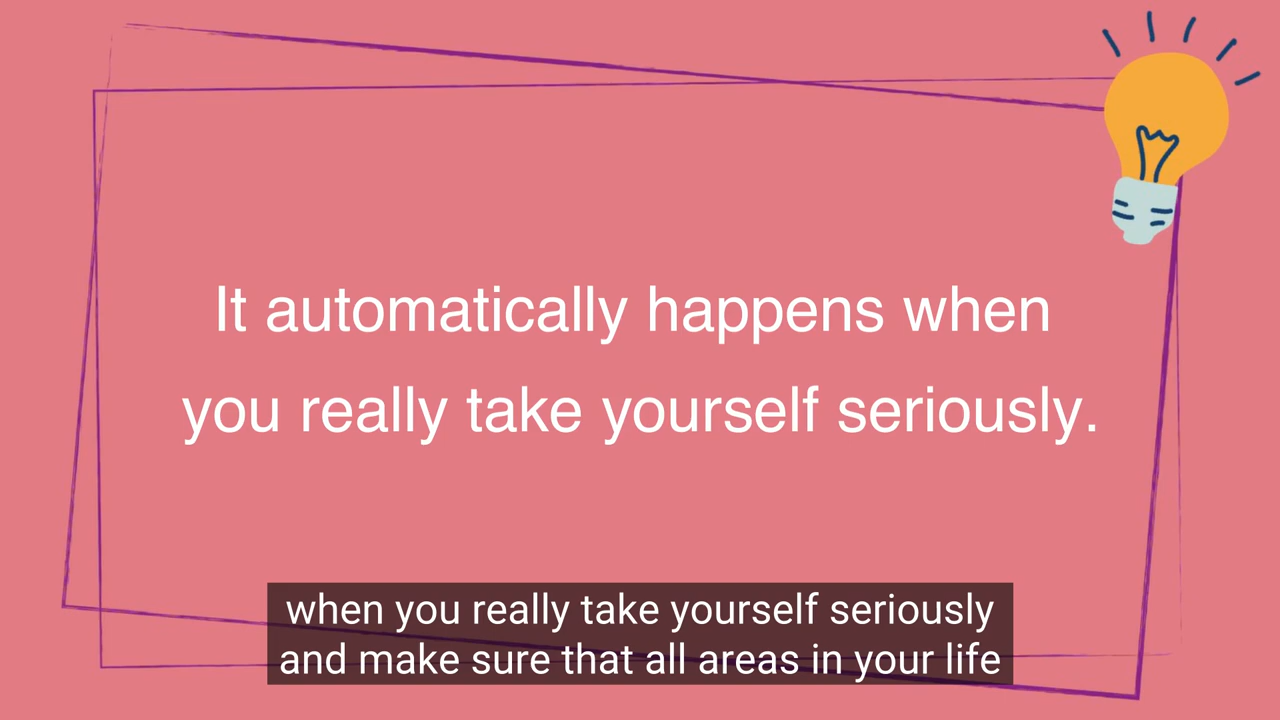 It automatically happens when
you really take yourself seriously.
when you really take yourself seriously
and make sure that all areas in your life